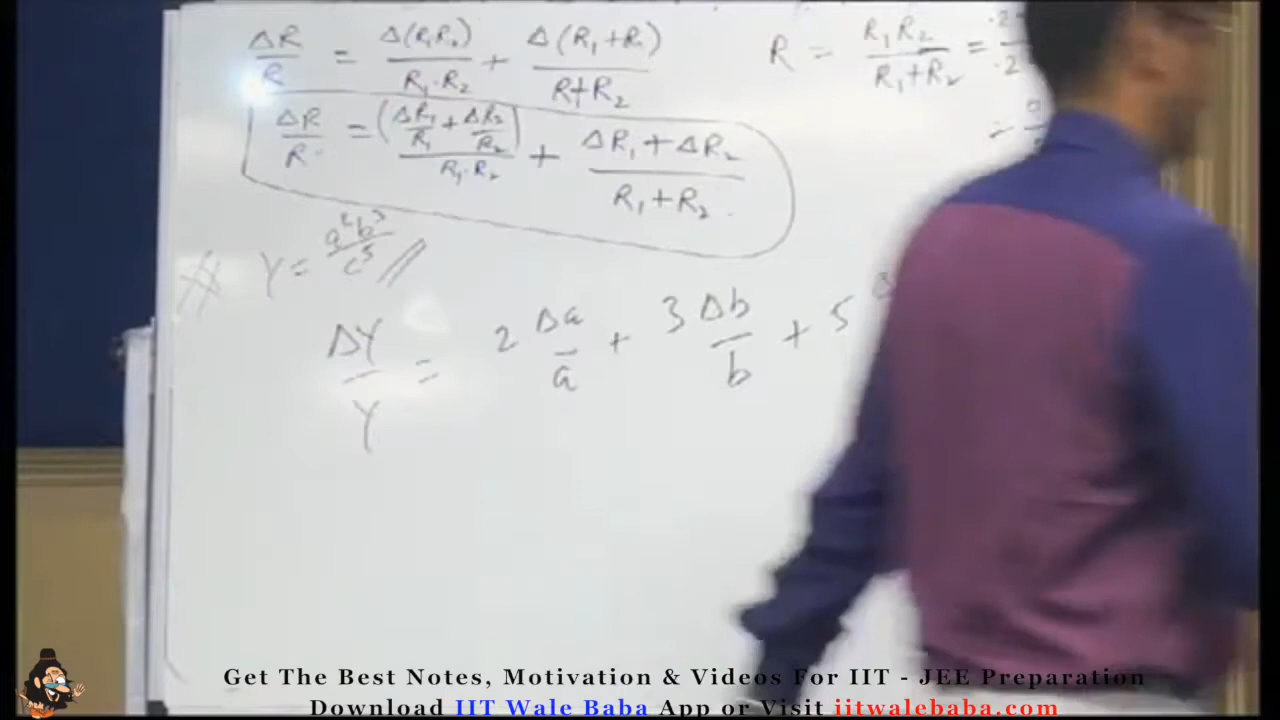 ΔR/R = Δ(R₁R₂)/R₁·R₂ + Δ(R₁+R₂)/R+R₂
R = R₁R₂/R₁+R₂ =
ΔR/R = (ΔR₁/R₁ + ΔR₂/R₂)/R₁·R₂ + ΔR₁+ΔR₂/R₁+R₂
Y = a²b³/c⁵
ΔY/Y = 2 Δa/a + 3 Δb/b + 5
Get The Best Notes, Motivation & Videos For IIT - JEE Preparation
Download IIT Wale Baba App or Visit iitwalebaba.com